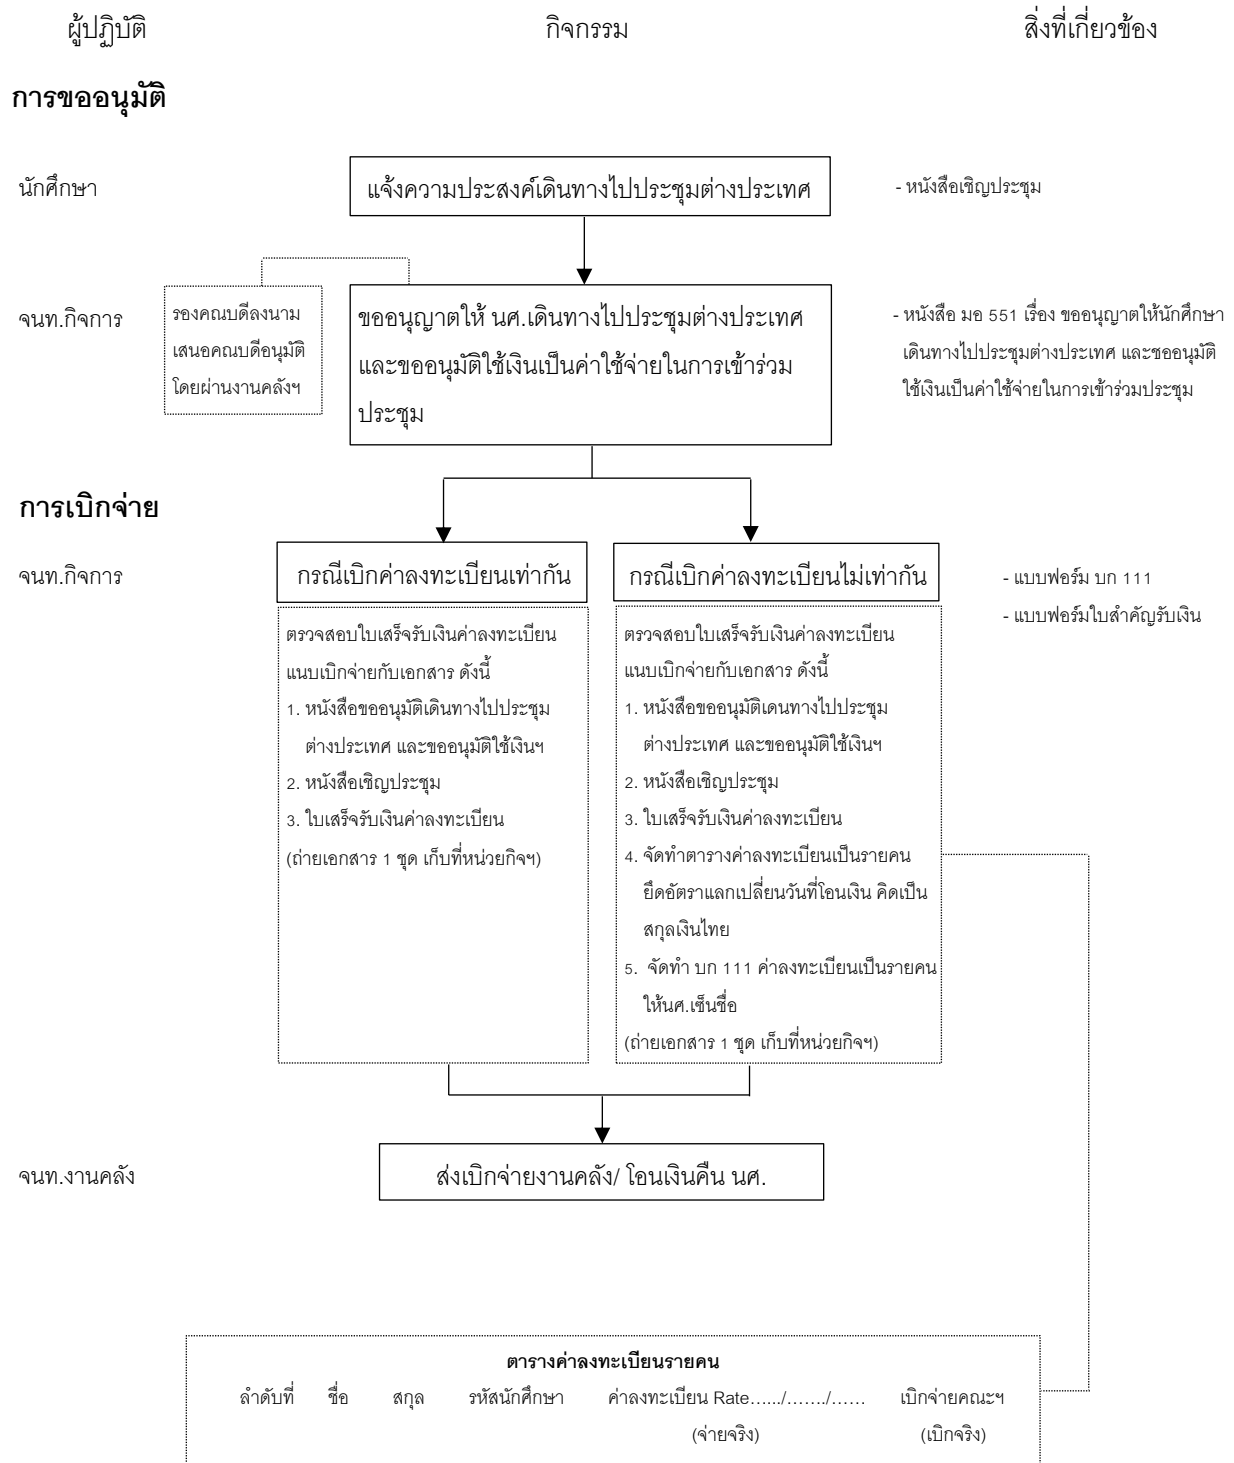 ผู้ปฏิบัติ กิจกรรม สิ่งที่เกี่ยวข้อง
การขออนุมัติ
นักศึกษา
แจ้งความประสงค์เดินทางไปประชุมต่างประเทศ
- หนังสือเชิญประชุม
จนท.กิจการ
รองคณบดีลงนาม
เสนอคณบดีอนุมัติ
โดยผ่านงานคลังฯ
ขออนุญาตให้ นศ.เดินทางไปประชุมต่างประเทศ
และขออนุมัติใช้เงินเป็นค่าใช้จ่ายในการเข้าร่วม
ประชุม
- หนังสือ มอ 551 เรื่อง ขออนุญาตให้นักศึกษา
เดินทางไปประชุมต่างประเทศ และชออนุมัติ
ใช้เงินเป็นค่าใช้จ่ายในการเข้าร่วมประชุม
การเบิกจ่าย
จนท.กิจการ
กรณีเบิกค่าลงทะเบียนเท่ากัน
ตรวจสอบใบเสร็จรับเงินค่าลงทะเบียน
แนบเบิกจ่ายกับเอกสาร ดังนี้
1. หนังสือขออนุมัติเดินทางไปประชุม
ต่างประเทศ และขออนุมัติใช้เงินฯ
2. หนังสือเชิญประชุม
3. ใบเสร็จรับเงินค่าลงทะเบียน
(ถ่ายเอกสาร 1 ชุด เก็บที่หน่วยกิจฯ)
กรณีเบิกค่าลงทะเบียนไม่เท่ากัน
ตรวจสอบใบเสร็จรับเงินค่าลงทะเบียน
แนบเบิกจ่ายกับเอกสาร ดังนี้
1. หนังสือขออนุมัติเดนทางไปประชุม
ต่างประเทศ และขออนุมัติใช้เงินฯ
2. หนังสือเชิญประชุม
3. ใบเสร็จรับเงินค่าลงทะเบียน
4. จัดทำตารางค่าลงทะเบียนเป็นรายคน
ยึดอัตราแลกเปลี่ยนวันที่โอนเงิน คิดเป็น
สกุลเงินไทย
5. จัดทำ บก 111 ค่าลงทะเบียนเป็นรายคน
ให้นศ.เซ็นชื่อ
(ถ่ายเอกสาร 1 ชุด เก็บที่หน่วยกิจฯ)
- แบบฟอร์ม บก 111
- แบบฟอร์มใบสำคัญรับเงิน
จนท.งานคลัง
ส่งเบิกจ่ายงานคลัง/ โอนเงินคืน นศ.
ตารางค่าลงทะเบียนรายคน
ลำดับที่ ชื่อ สกุล รหัสนักศึกษา ค่าลงทะเบียน Rate....../......./...... เบิกจ่ายคณะฯ
(จ่ายจริง) (เบิกจริง)